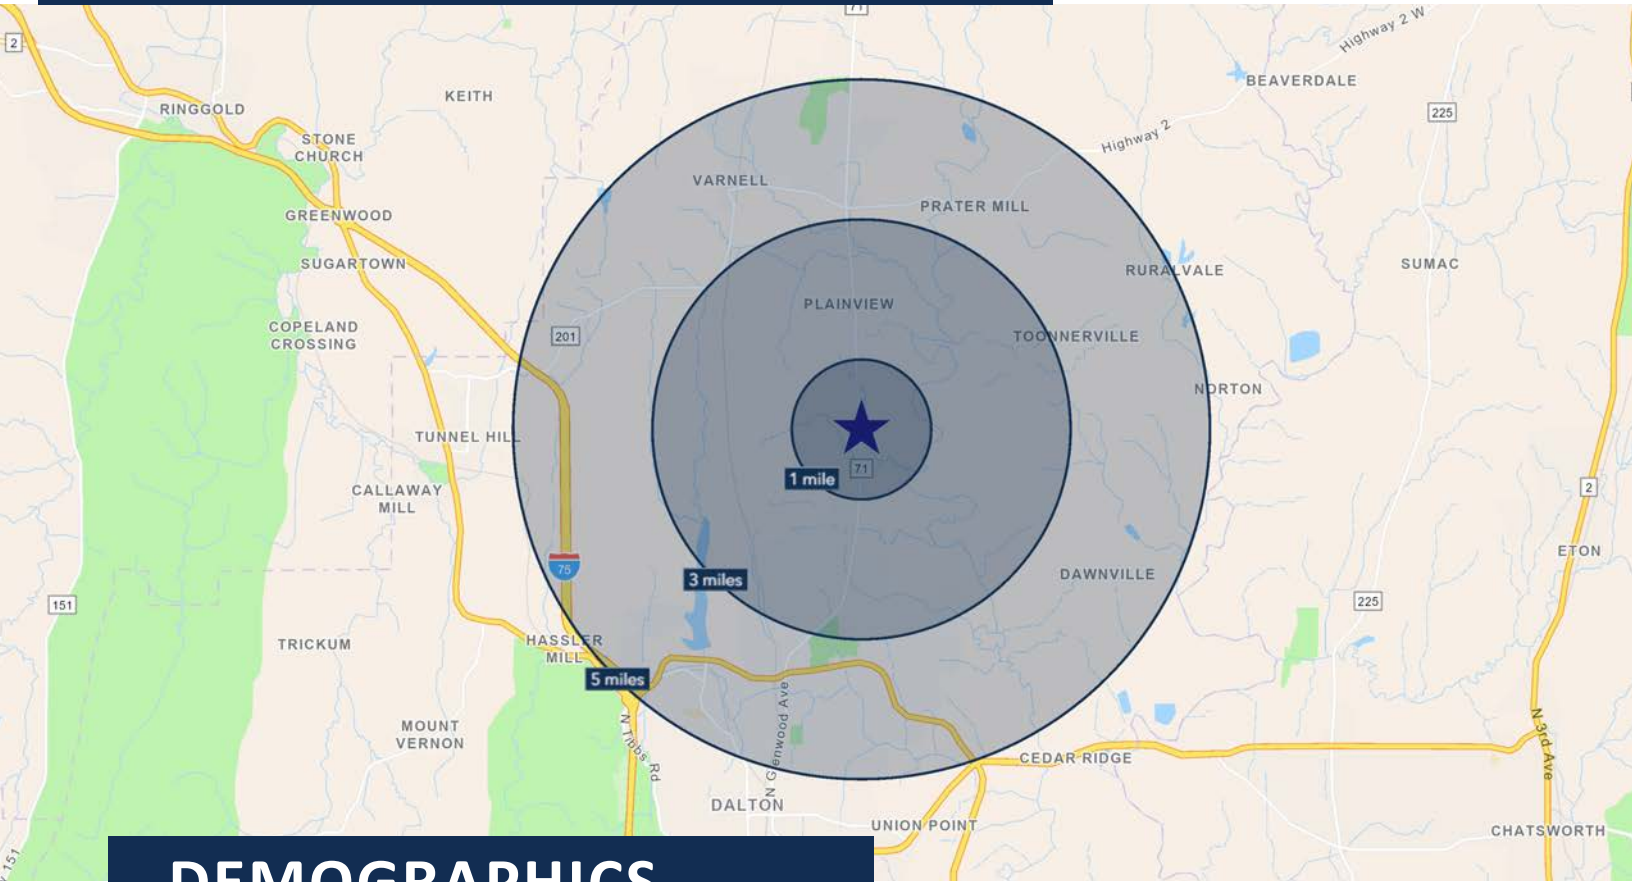 71
Highway 2 W
2
BEAVERDALE
KEITH
RINGGOLD
225
STONE
CHURCH
Highway 2
VARNELL
PRATER MILL
GREENWOOD
SUGARTOWN
RURALVALE
SUMAC
PLAINVIEW
COPELAND
CROSSING
201
TOONNERVILLE
NORTON
TUNNEL HILL
71
1 mile
CALLAWAY
MILL
2
ETON
75
3 miles
DAWNVILLE
151
225
HASSLER
MILL
TRICKUM
5 miles
N Glenwood Ave
N Tibbs Rd
MOUNT
VERNON
N 3rd Ave
CEDAR RIDGE
DALTON
UNION POINT
CHATSWORTH
151
DEMOGRAPHICS